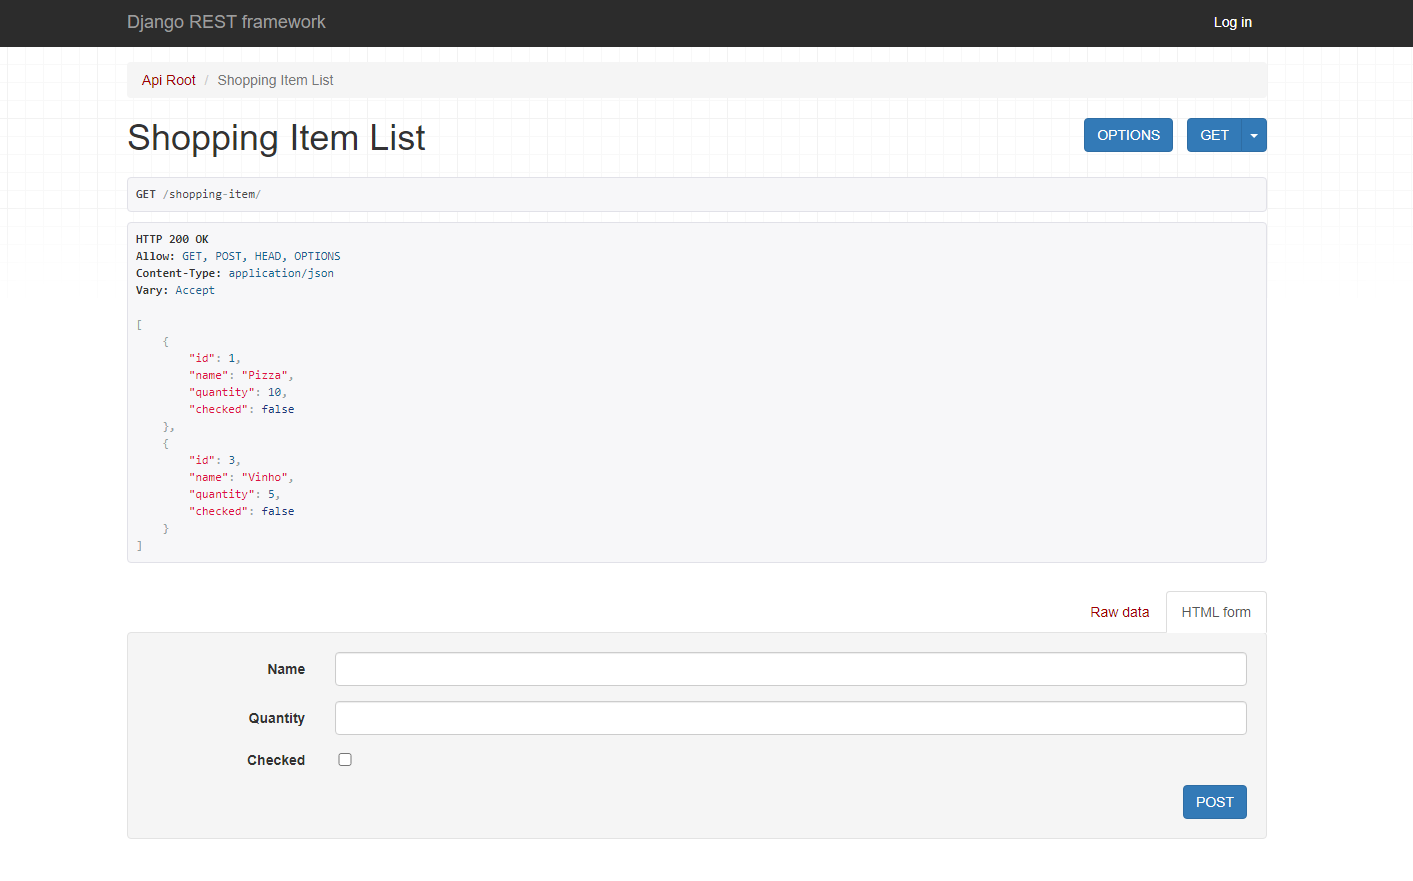 Django REST framework
Log in
Api Root / Shopping Item List
Shopping Item List
OPTIONS
GET
GET /shopping-item/
HTTP 200 OK
Allow: GET, POST, HEAD, OPTIONS
Content-Type: application/json
Vary: Accept
[
    {
        "id": 1,
        "name": "Pizza",
        "quantity": 10,
        "checked": false
    },
    {
        "id": 3,
        "name": "Vinho",
        "quantity": 5,
        "checked": false
    }
]
Raw data
HTML form
Name
Quantity
Checked
POST